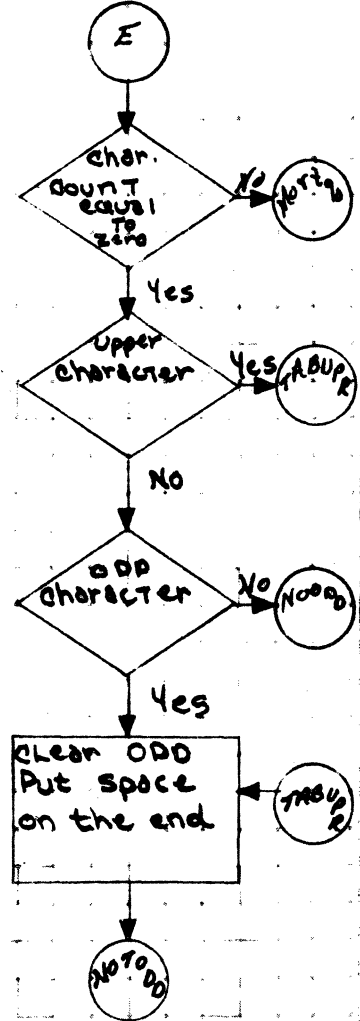 E
char.
count
equal
To
zero
No
Yes
upper
character
Yes
TABUPR
No
ODD
character
No
NOODD
Yes
CLear ODD
Put space
on the end
TABUPR
NOTODD